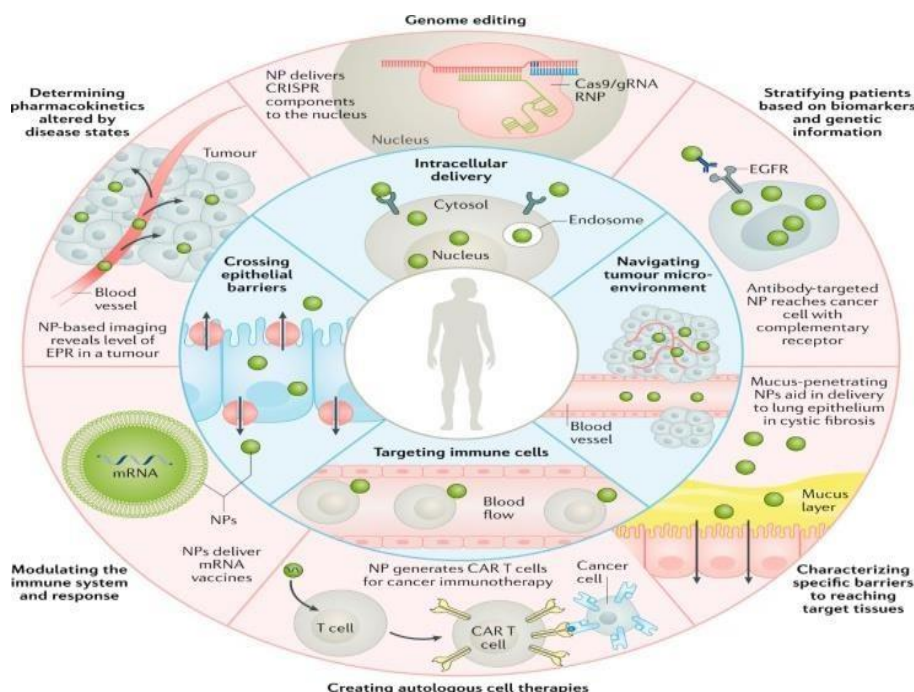 Genome editing
NP delivers
CRISPR
components
to the nucleus
Cas9/gRNA
RNP
Nucleus
Determining
pharmacokinetics
altered by
disease states
Tumour
Blood
vessel
NP-based imaging
reveals level of
EPR in a tumour
Stratifying patients
based on biomarkers
and genetic
information
EGFR
Antibody-targeted
NP reaches cancer
cell with
complementary
receptor
Intracellular
delivery
Cytosol
Endosome
Nucleus
Crossing
epithelial
barriers
Navigating
tumour micro-
environment
Blood
vessel
Targeting immune cells
Blood
flow
Mucus-penetrating
NPs aid in delivery
to lung epithelium
in cystic fibrosis
Mucus
layer
Characterizing
specific barriers
to reaching
target tissues
mRNA
NPs
NPs deliver
mRNA
vaccines
Modulating the
immune system
and response
NP generates CAR T cells
for cancer immunotherapy
Cancer
cell
T cell
CAR T
cell
Creating autologous cell therapies